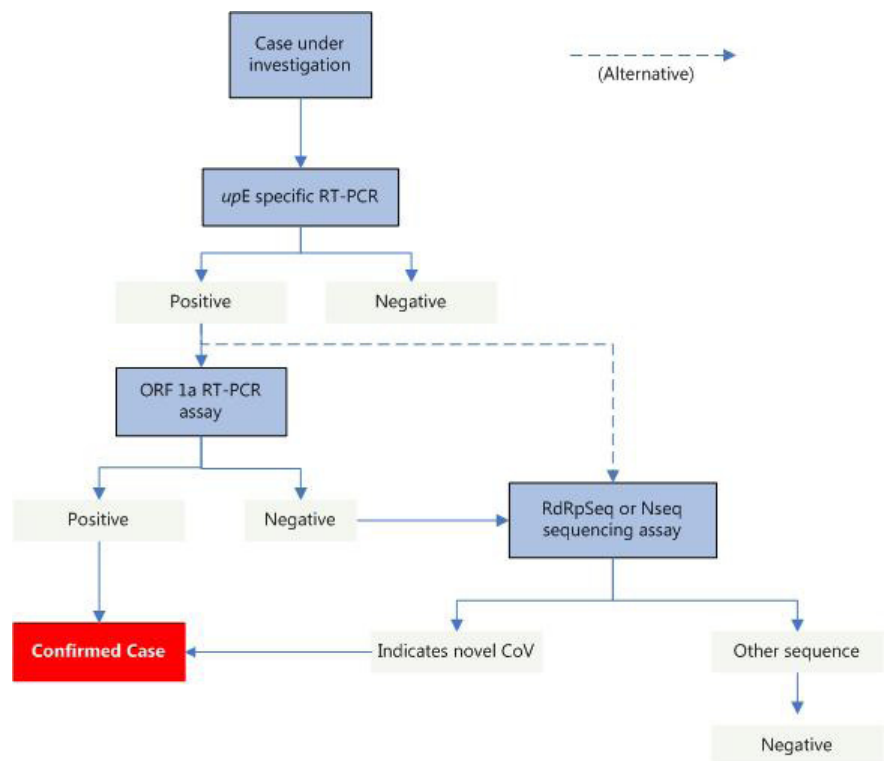 Case under
investigation
(Alternative)
upE specific RT-PCR
Positive
Negative
ORF 1a RT-PCR
assay
Positive
Negative
RdRpSeq or Nseq
sequencing assay
Confirmed Case
Indicates novel CoV
Other sequence
Negative